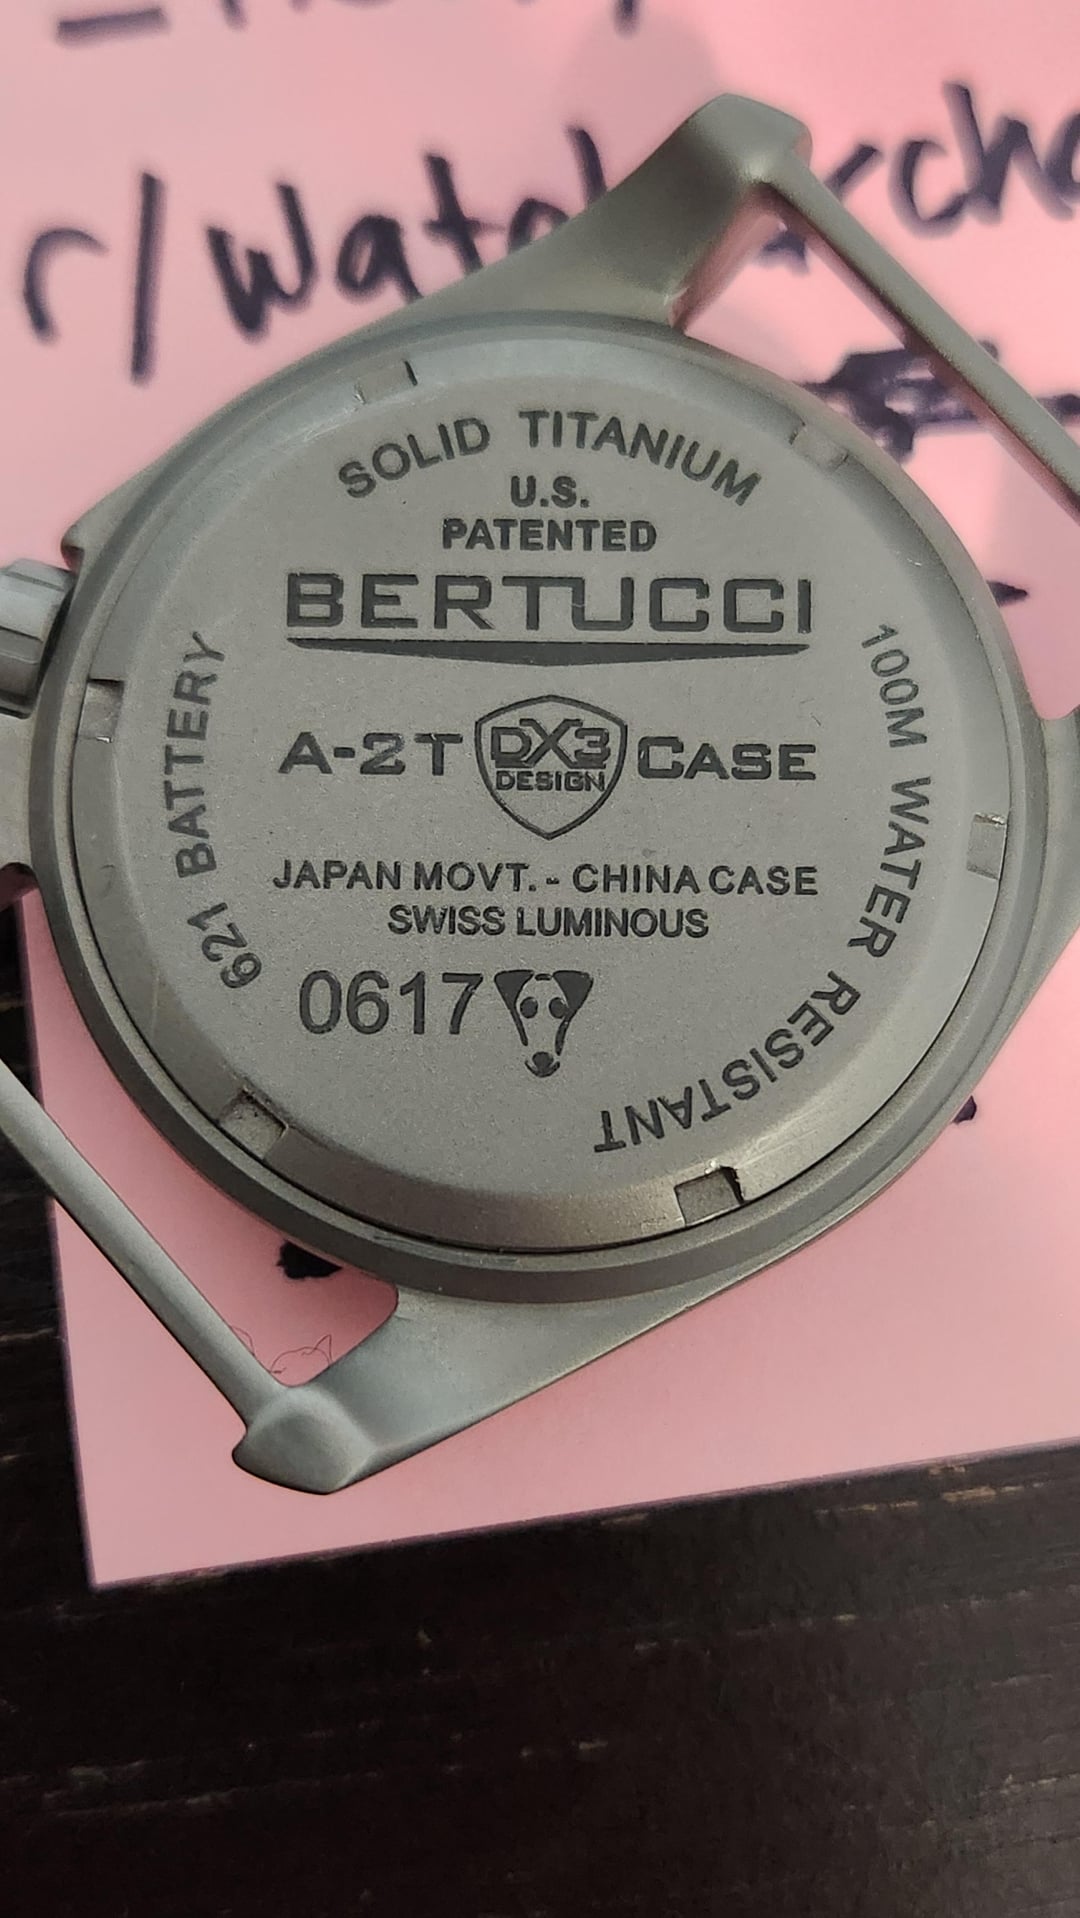 r/watch
SOLID TITANIUM
U.S.
PATENTED
BERTUCCI
A-2T DX3 DESIGN CASE
JAPAN MOVT. - CHINA CASE
SWISS LUMINOUS
0617
621 BATTERY
100M WATER RESISTANT